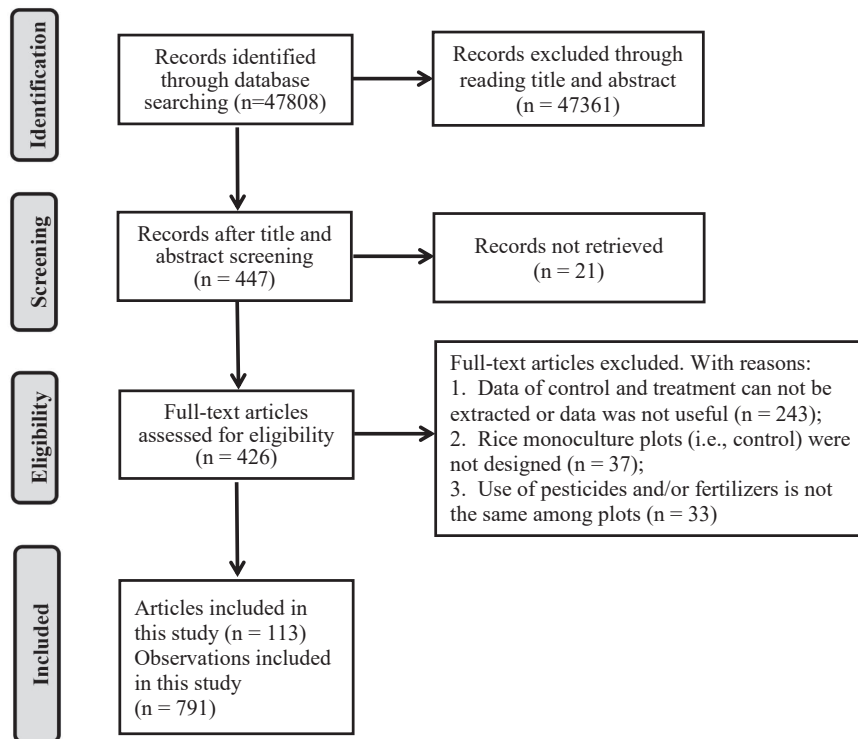 Identification
Records identified
through database
searching (n=47808)
Records excluded through
reading title and abstract
(n = 47361)
Screening
Records after title and
abstract screening
(n = 447)
Records not retrieved
(n = 21)
Eligibility
Full-text articles
assessed for eligibility
(n = 426)
Full-text articles excluded. With reasons:
1. Data of control and treatment can not be
extracted or data was not useful (n = 243);
2. Rice monoculture plots (i.e., control) were
not designed (n = 37);
3. Use of pesticides and/or fertilizers is not
the same among plots (n = 33)
Included
Articles included in
this study (n = 113)
Observations included
in this study
(n = 791)